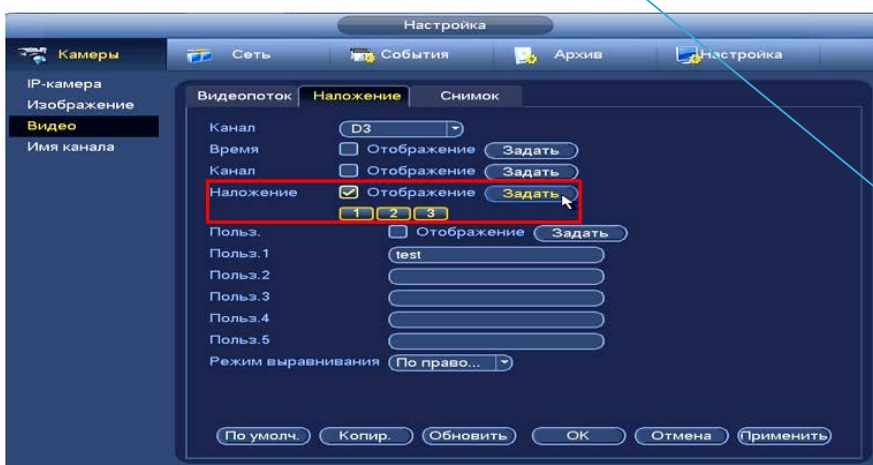 Настройка
Камеры Сеть События Архив Настройка
IP-камера
Изображение
Видео
Имя канала
Видеопоток Наложение Снимок
Канал D3
Время Отображение Задать
Канал Отображение Задать
Наложение Отображение Задать
1 2 3
Польз. Отображение Задать
Польз.1 test
Польз.2
Польз.3
Польз.4
Польз.5
Режим выравнивания По право...
По умолч. Копир. Обновить OK Отмена Применить